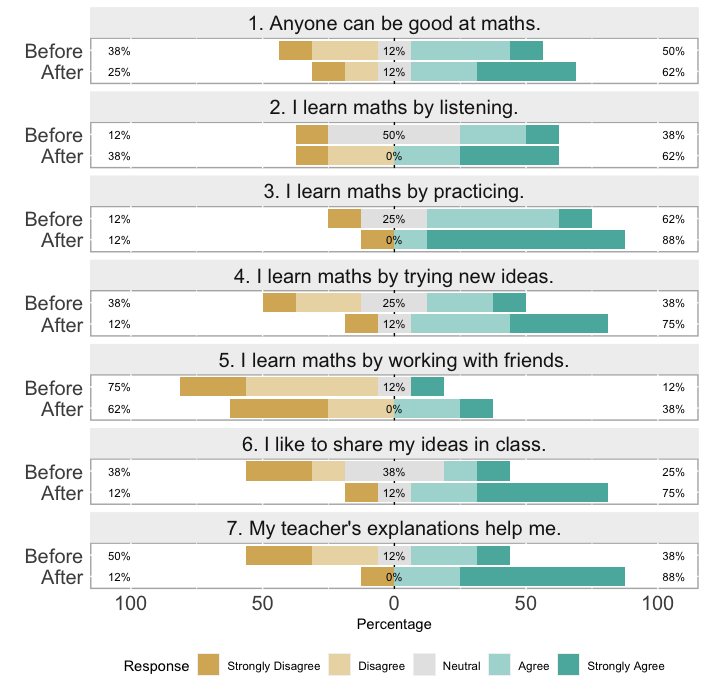 1. Anyone can be good at maths.
Before 38% 12% 50%
After 25% 12% 62%
2. I learn maths by listening.
Before 12% 50% 38%
After 38% 0% 62%
3. I learn maths by practicing.
Before 12% 25% 62%
After 12% 0% 88%
4. I learn maths by trying new ideas.
Before 38% 25% 38%
After 12% 12% 75%
5. I learn maths by working with friends.
Before 75% 12% 12%
After 62% 0% 38%
6. I like to share my ideas in class.
Before 38% 38% 25%
After 12% 12% 75%
7. My teacher's explanations help me.
Before 50% 12% 38%
After 12% 0% 88%
100 50 0 50 100
Percentage
Response Strongly Disagree Disagree Neutral Agree Strongly Agree